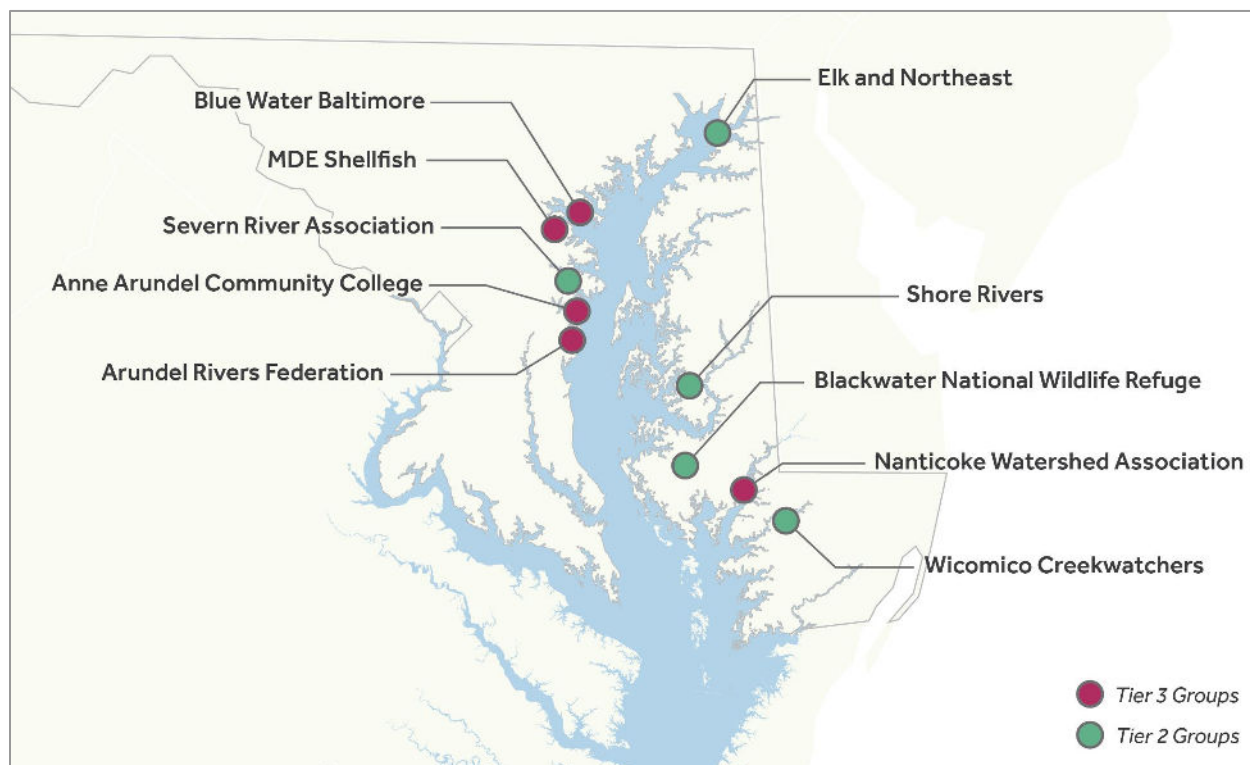 Elk and Northeast
Blue Water Baltimore
MDE Shellfish
Severn River Association
Anne Arundel Community College
Shore Rivers
Arundel Rivers Federation
Blackwater National Wildlife Refuge
Nanticoke Watershed Association
Wicomico Creekwatchers
Tier 3 Groups
Tier 2 Groups